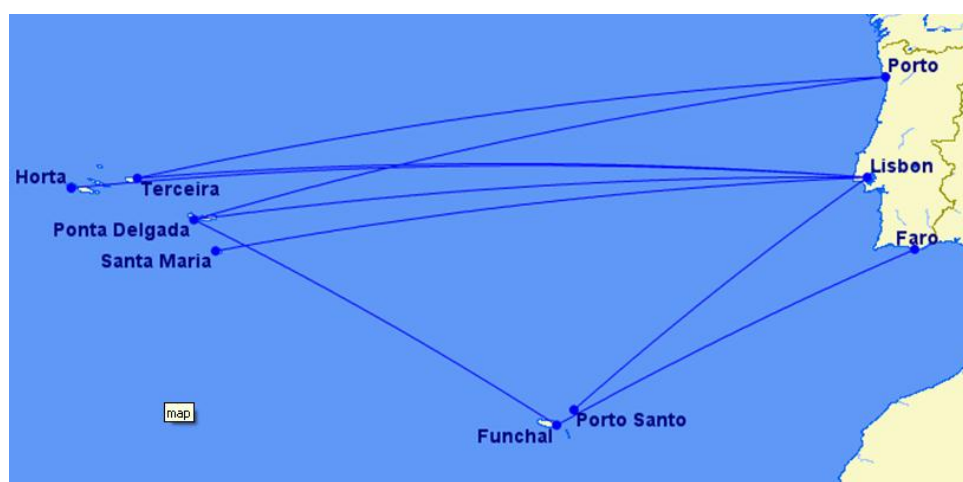 Porto
Lisbon
Horta
Terceira
Ponta Delgada
Faro
Santa Maria
map
Porto Santo
Funchal